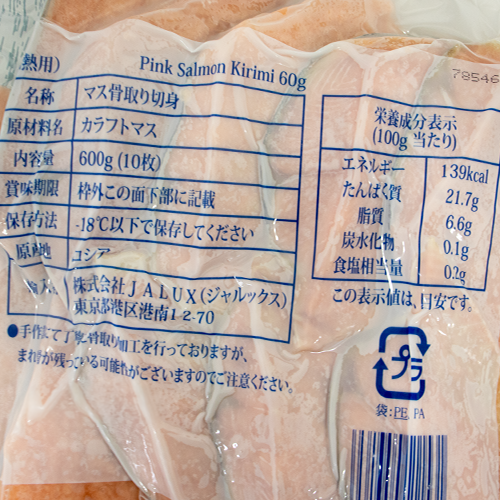 熱用)
Pink Salmon Kirimi 60g
78546
名称 マス骨取り切身
原材料名 カラフトマス
内容量 600g (10枚)
賞味期限 枠外この面下部に記載
保存方法 -18℃以下で保存してください
原産地 ロシア
輸入 株式会社JALUX(ジャルックス)
東京都港区港南1-2-70
●手作業にて丁寧に骨取り加工を行っておりますが、
まれに骨が残っている可能性がございますのでご注意ください。
栄養成分表示
(100g 当たり)
エネルギー 139kcal
たんぱく質 21.7g
脂質 6.6g
炭水化物 0.1g
食塩相当量 0.2g
この表示値は、目安です。
プラ
袋:PE, PA